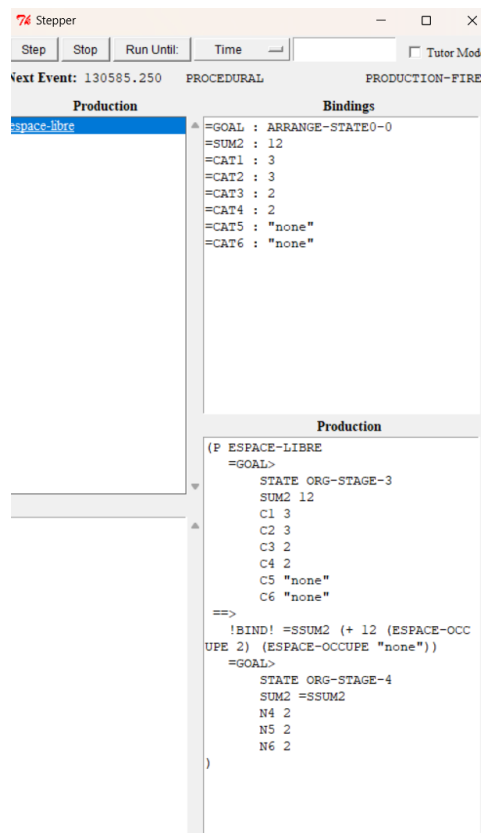 Stepper
Step Stop Run Until: Time Tutor Mod
Next Event: 130585.250 PROCEDURAL PRODUCTION-FIRE
Production
espace-libre
Bindings
=GOAL : ARRANGE-STATE0-0
=SUM2 : 12
=CAT1 : 3
=CAT2 : 3
=CAT3 : 2
=CAT4 : 2
=CAT5 : "none"
=CAT6 : "none"
Production
(P ESPACE-LIBRE
=GOAL>
STATE ORG-STAGE-3
SUM2 12
C1 3
C2 3
C3 2
C4 2
C5 "none"
C6 "none"
==>
!BIND! =SSUM2 (+ 12 (ESPACE-OCC
UPE 2) (ESPACE-OCCUPE "none"))
=GOAL>
STATE ORG-STAGE-4
SUM2 =SSUM2
N4 2
N5 2
N6 2
)